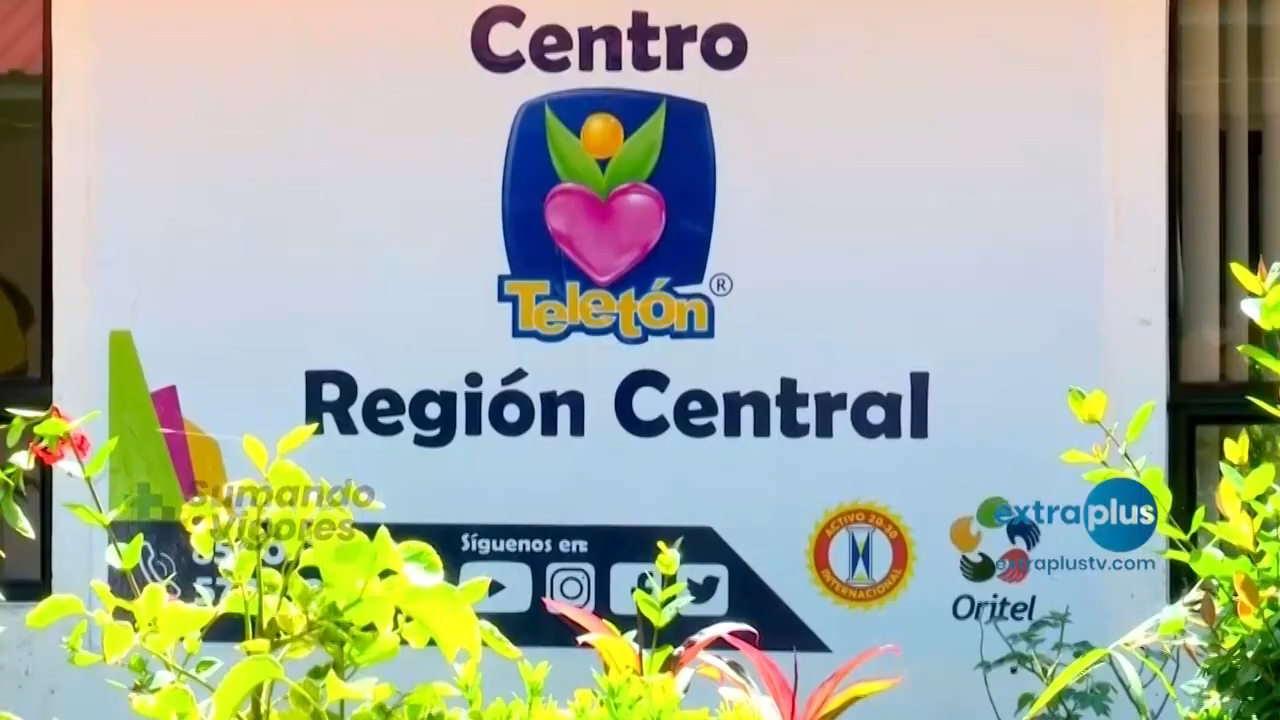 Centro
Teletón®
Región Central
Sumando
Vigores
Síguenos en:
ACTIVO 20-30
INTERNACIONAL
extraplus
extraplustv.com
Oritel